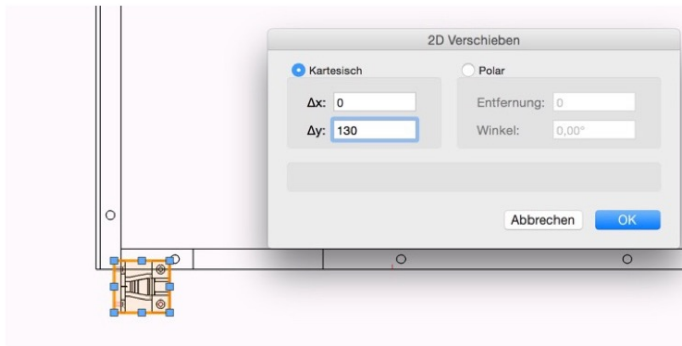 2D Verschieben
Kartesisch
Polar
Δx: 0
Entfernung: 0
Δy: 130
Winkel: 0,00°
Abbrechen
OK